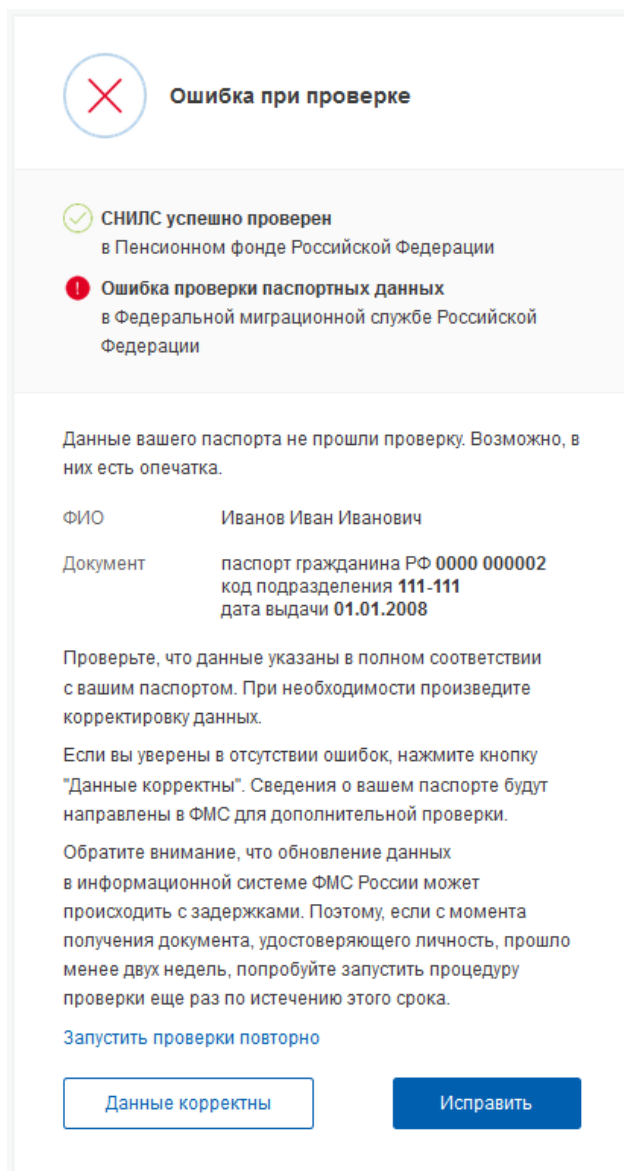 Ошибка при проверке
СНИЛС успешно проверен
в Пенсионном фонде Российской Федерации
Ошибка проверки паспортных данных
в Федеральной миграционной службе Российской
Федерации
Данные вашего паспорта не прошли проверку. Возможно, в
них есть опечатка.
ФИО Иванов Иван Иванович
Документ паспорт гражданина РФ 0000 000002
код подразделения 111-111
дата выдачи 01.01.2008
Проверьте, что данные указаны в полном соответствии
с вашим паспортом. При необходимости произведите
корректировку данных.
Если вы уверены в отсутствии ошибок, нажмите кнопку
"Данные корректны". Сведения о вашем паспорте будут
направлены в ФМС для дополнительной проверки.
Обратите внимание, что обновление данных
в информационной системе ФМС России может
происходить с задержками. Поэтому, если с момента
получения документа, удостоверяющего личность, прошло
менее двух недель, попробуйте запустить процедуру
проверки еще раз по истечению этого срока.
Запустить проверки повторно
Данные корректны Исправить